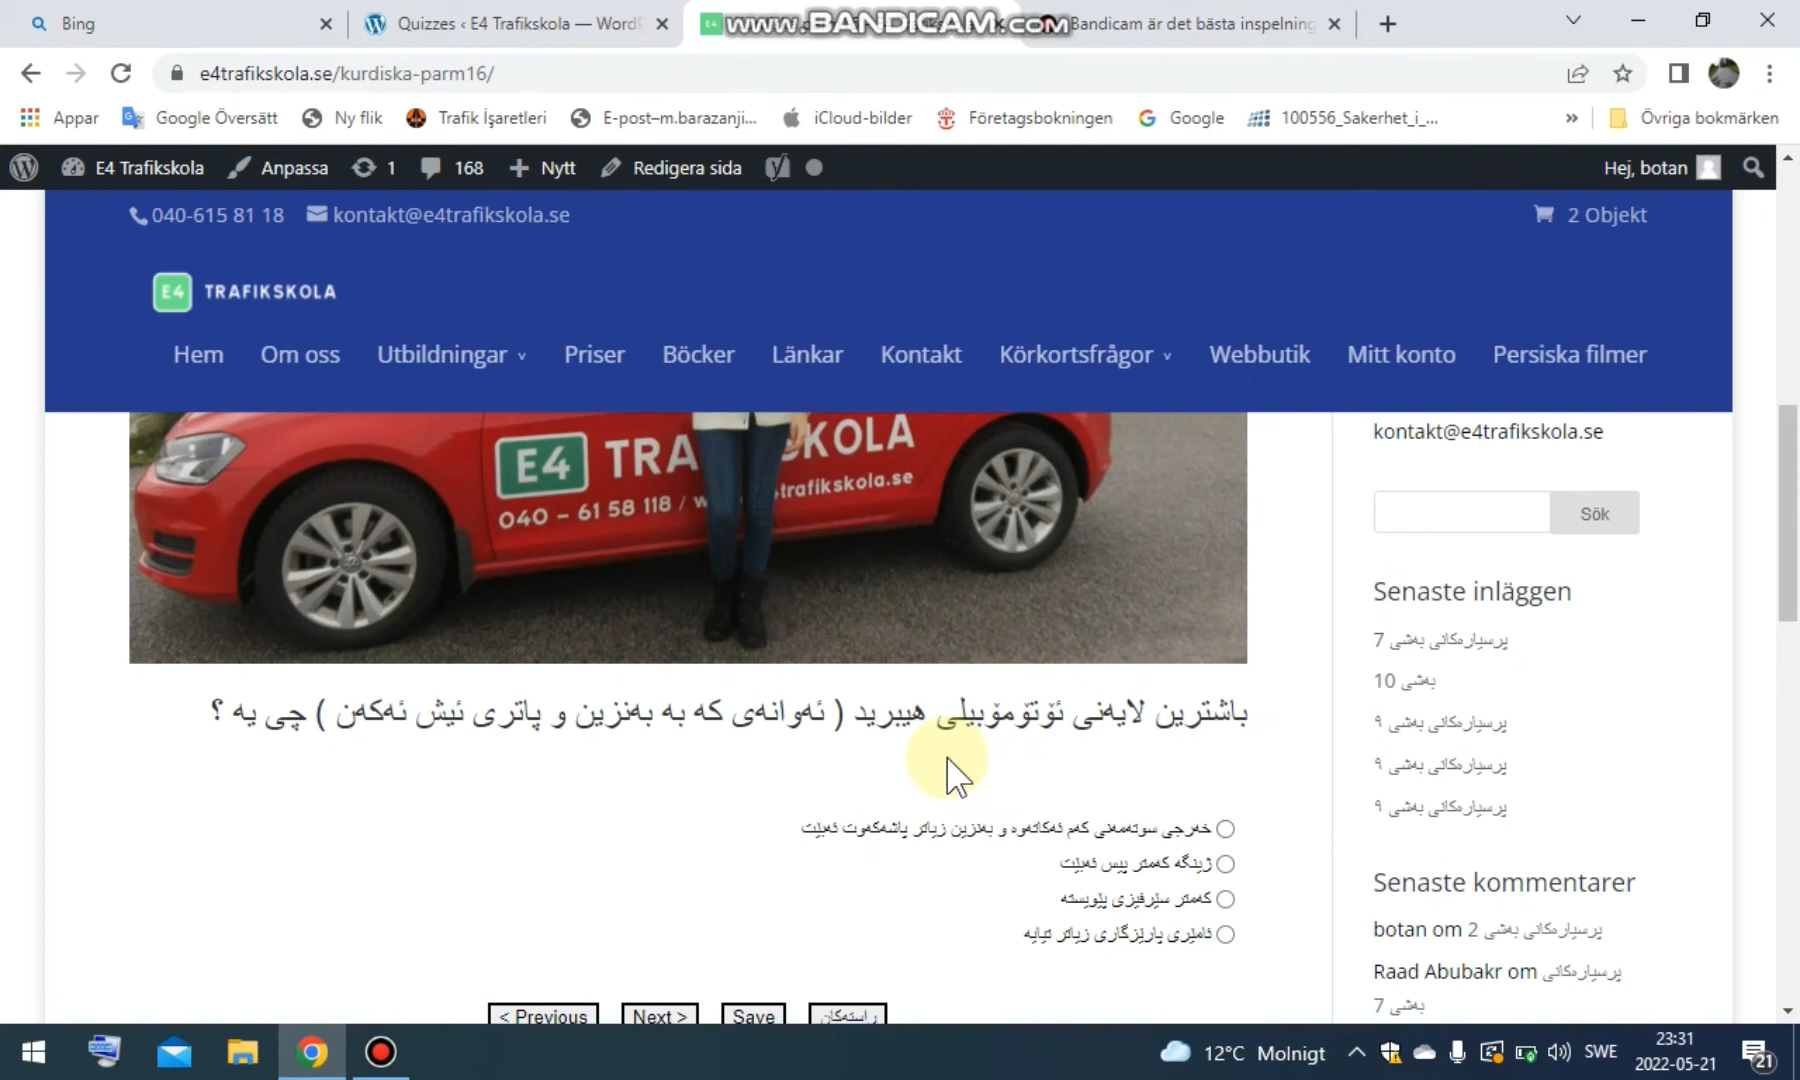 Bing
Quizzes ‹ E4 Trafikskola — WordP
www.BANDICAM.com
Bandicam är det bästa inspelning
e4trafikskola.se/kurdiska-parm16/
Appar
Google Översätt
Ny flik
Trafik İşaretleri
E-post–m.barazanji...
iCloud-bilder
Företagsbokningen
Google
100556_Sakerhet_i_...
»
Övriga bokmärken
E4 Trafikskola
Anpassa
1
168
Nytt
Redigera sida
Hej, botan
040-615 81 18
kontakt@e4trafikskola.se
2 Objekt
E4 TRAFIKSKOLA
Hem
Om oss
Utbildningar
Priser
Böcker
Länkar
Kontakt
Körkortsfrågor
Webbutik
Mitt konto
Persiska filmer
E4 TRA KOLA
040 – 61 58 118 / w trafikskola.se
kontakt@e4trafikskola.se
Sök
Senaste inläggen
پرسیارەکانی بەشی 7
بەشی 10
پرسیارەکانی بەشی ٩
پرسیارەکانی بەشی ٩
پرسیارەکانی بەشی ٩
باشترین لایەنی ئۆتۆمۆبیلی هیبرید ( ئەوانەی کە بە بەنزین و پاتری ئیش ئەکەن ) چی یە ؟
خەرجی سوتەمەنی کەم ئەکاتەوە و بەنزین زیاتر پاشەکەوت ئەبێت
ژینگە کەمتر پیس ئەبێت
کەمتر سێرفیزی پێویستە
ئامێری پارێزگاری زیاتر تیایە
Senaste kommentarer
botan om پرسیارەکانی بەشی 2
Raad Abubakr om پرسیارەکانی
بەشی 7
< Previous
Next >
Save
راستەکان
12°C Molnigt
SWE
23:31
2022-05-21
21